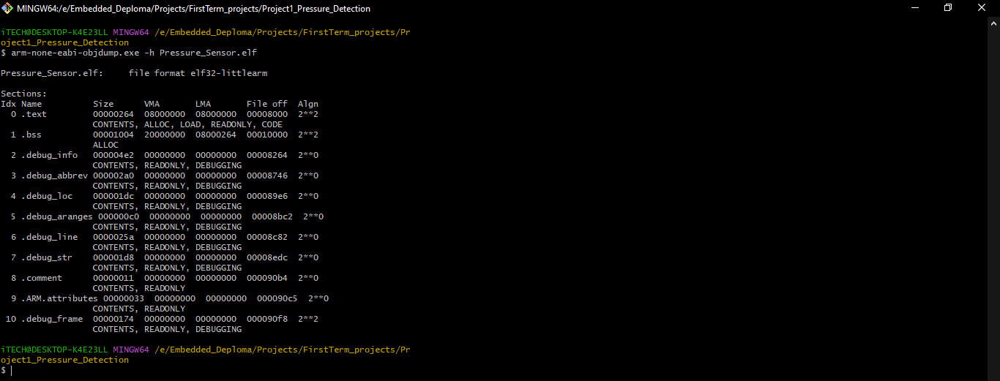 MINGW64:/e/Embedded_Deploma/Projects/FirstTerm_projects/Project1_Pressure_Detection
iTECH@DESKTOP-K4E23LL MINGW64 /e/Embedded_Deploma/Projects/FirstTerm_projects/Pr
oject1_Pressure_Detection
$ arm-none-eabi-objdump.exe -h Pressure_Sensor.elf
Pressure_Sensor.elf:     file format elf32-littlearm
Sections:
Idx Name          Size      VMA       LMA       File off  Algn
  0 .text         00000264  08000000  08000000  00008000  2**2
                  CONTENTS, ALLOC, LOAD, READONLY, CODE
  1 .bss          00001004  20000000  08000264  00010000  2**2
                  ALLOC
  2 .debug_info   000004e2  00000000  00000000  00008264  2**0
                  CONTENTS, READONLY, DEBUGGING
  3 .debug_abbrev 000002a0  00000000  00000000  00008746  2**0
                  CONTENTS, READONLY, DEBUGGING
  4 .debug_loc    000001dc  00000000  00000000  000089e6  2**0
                  CONTENTS, READONLY, DEBUGGING
  5 .debug_aranges 000000c0  00000000  00000000  00008bc2  2**0
                  CONTENTS, READONLY, DEBUGGING
  6 .debug_line   0000025a  00000000  00000000  00008c82  2**0
                  CONTENTS, READONLY, DEBUGGING
  7 .debug_str    000001d8  00000000  00000000  00008edc  2**0
                  CONTENTS, READONLY, DEBUGGING
  8 .comment      00000011  00000000  00000000  000090b4  2**0
                  CONTENTS, READONLY
  9 .ARM.attributes 00000033  00000000  00000000  000090c5  2**0
                  CONTENTS, READONLY
 10 .debug_frame  00000174  00000000  00000000  000090f8  2**2
                  CONTENTS, READONLY, DEBUGGING
iTECH@DESKTOP-K4E23LL MINGW64 /e/Embedded_Deploma/Projects/FirstTerm_projects/Pr
oject1_Pressure_Detection
$